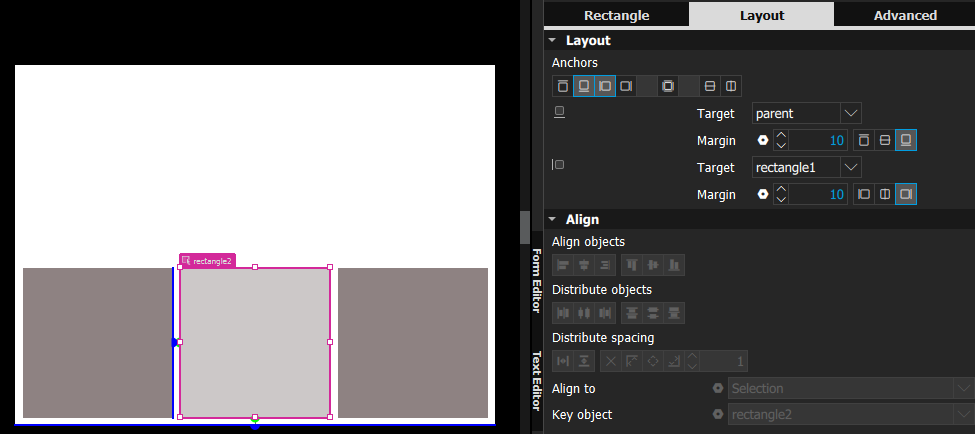 Rectangle Layout Advanced
Layout
Anchors
Target parent
Margin 10
Target rectangle1
Margin 10
Align
Align objects
rectangle2
Form Editor
Distribute objects
Distribute spacing
1
Text Editor
Align to Selection
Key object rectangle2